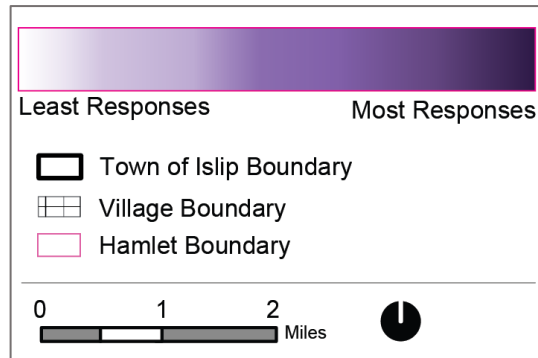 Least Responses Most Responses
Town of Islip Boundary
Village Boundary
Hamlet Boundary
0 1 2
Miles